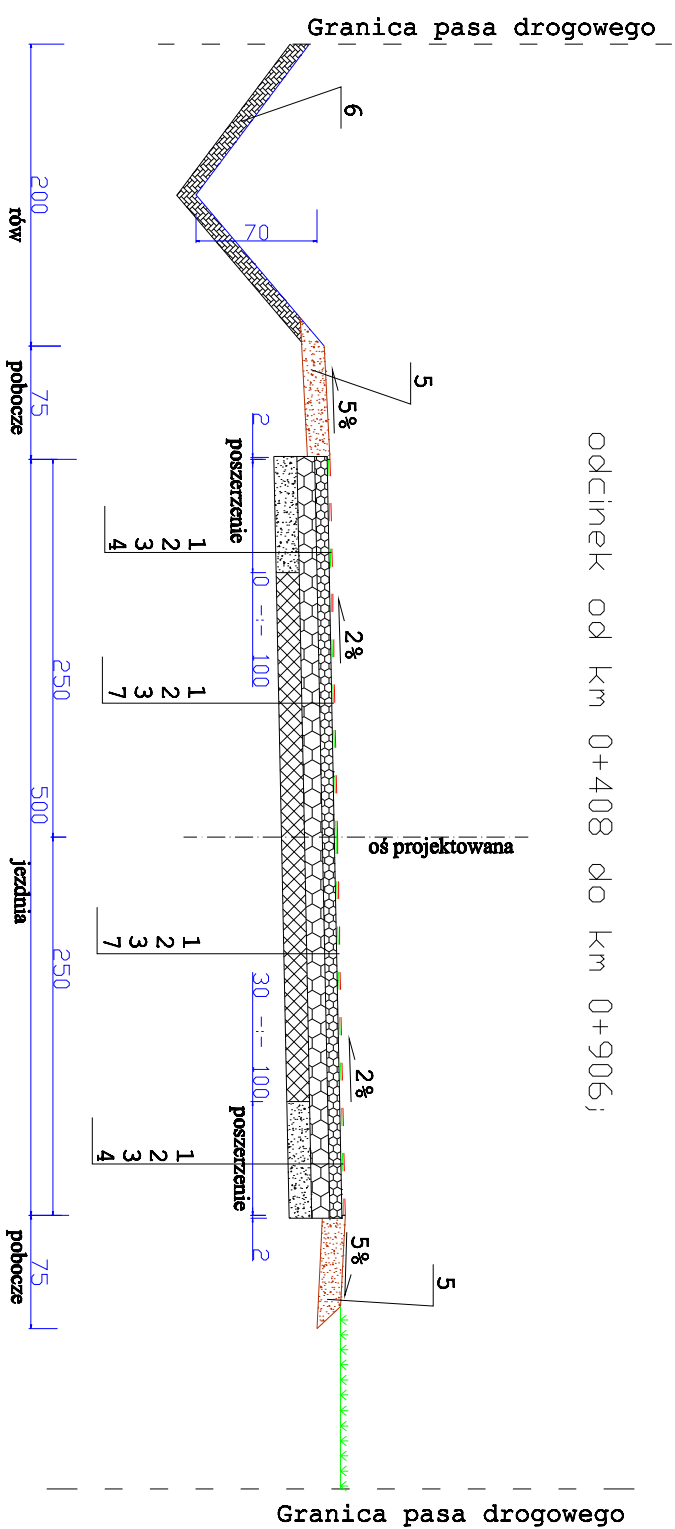 Granica pasa drogowego
odcinek od km 0+408 do km 0+906;
6
70
5
5%
2
poszerzenie
0 -:- 100
1 2 3 4
2%
1 2 3 7
oś projektowana
1 2 3 7
30 -:- 100
2%
poszerzenie
1 2 3 4
2
5%
5
250
250
200
75
500
75
rów
pobocze
jezdnia
pobocze
Granica pasa drogowego